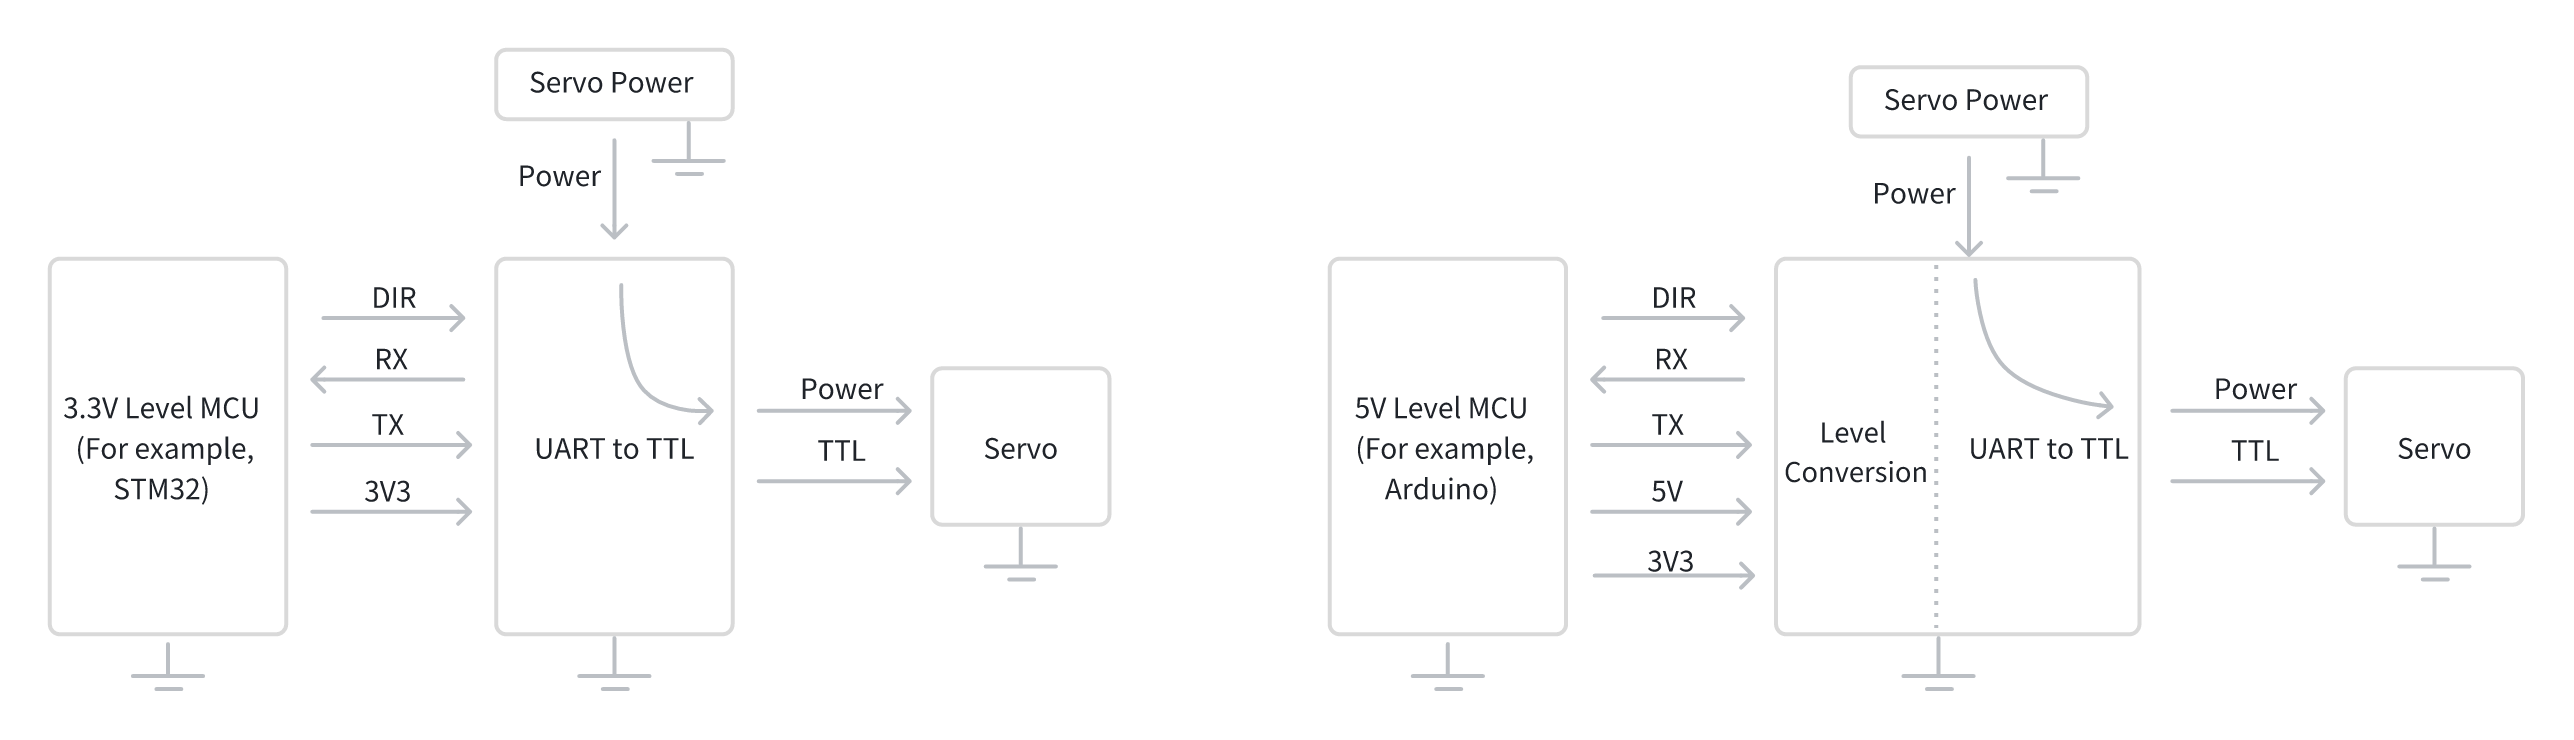 Servo Power
Power
DIR
RX
TX
3V3
3.3V Level MCU
(For example,
STM32)
UART to TTL
Power
TTL
Servo
Servo Power
Power
DIR
RX
TX
5V
3V3
5V Level MCU
(For example,
Arduino)
Level
Conversion
UART to TTL
Power
TTL
Servo